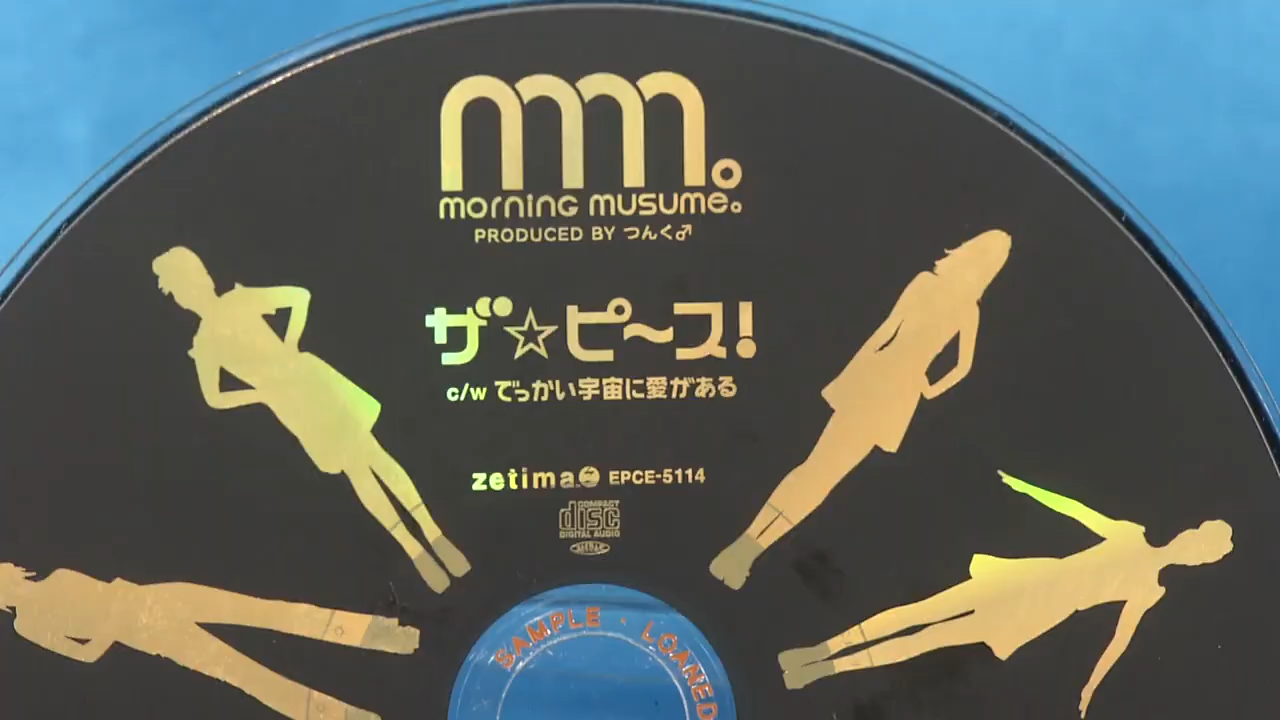 mm。
morning musume。
PRODUCED BY つんく♂
ザ☆ピ〜ス!
c/w でっかい宇宙に愛がある
zetima EPCE-5114
COMPACT
disc
DIGITAL AUDIO
SAMPLE・LOANED